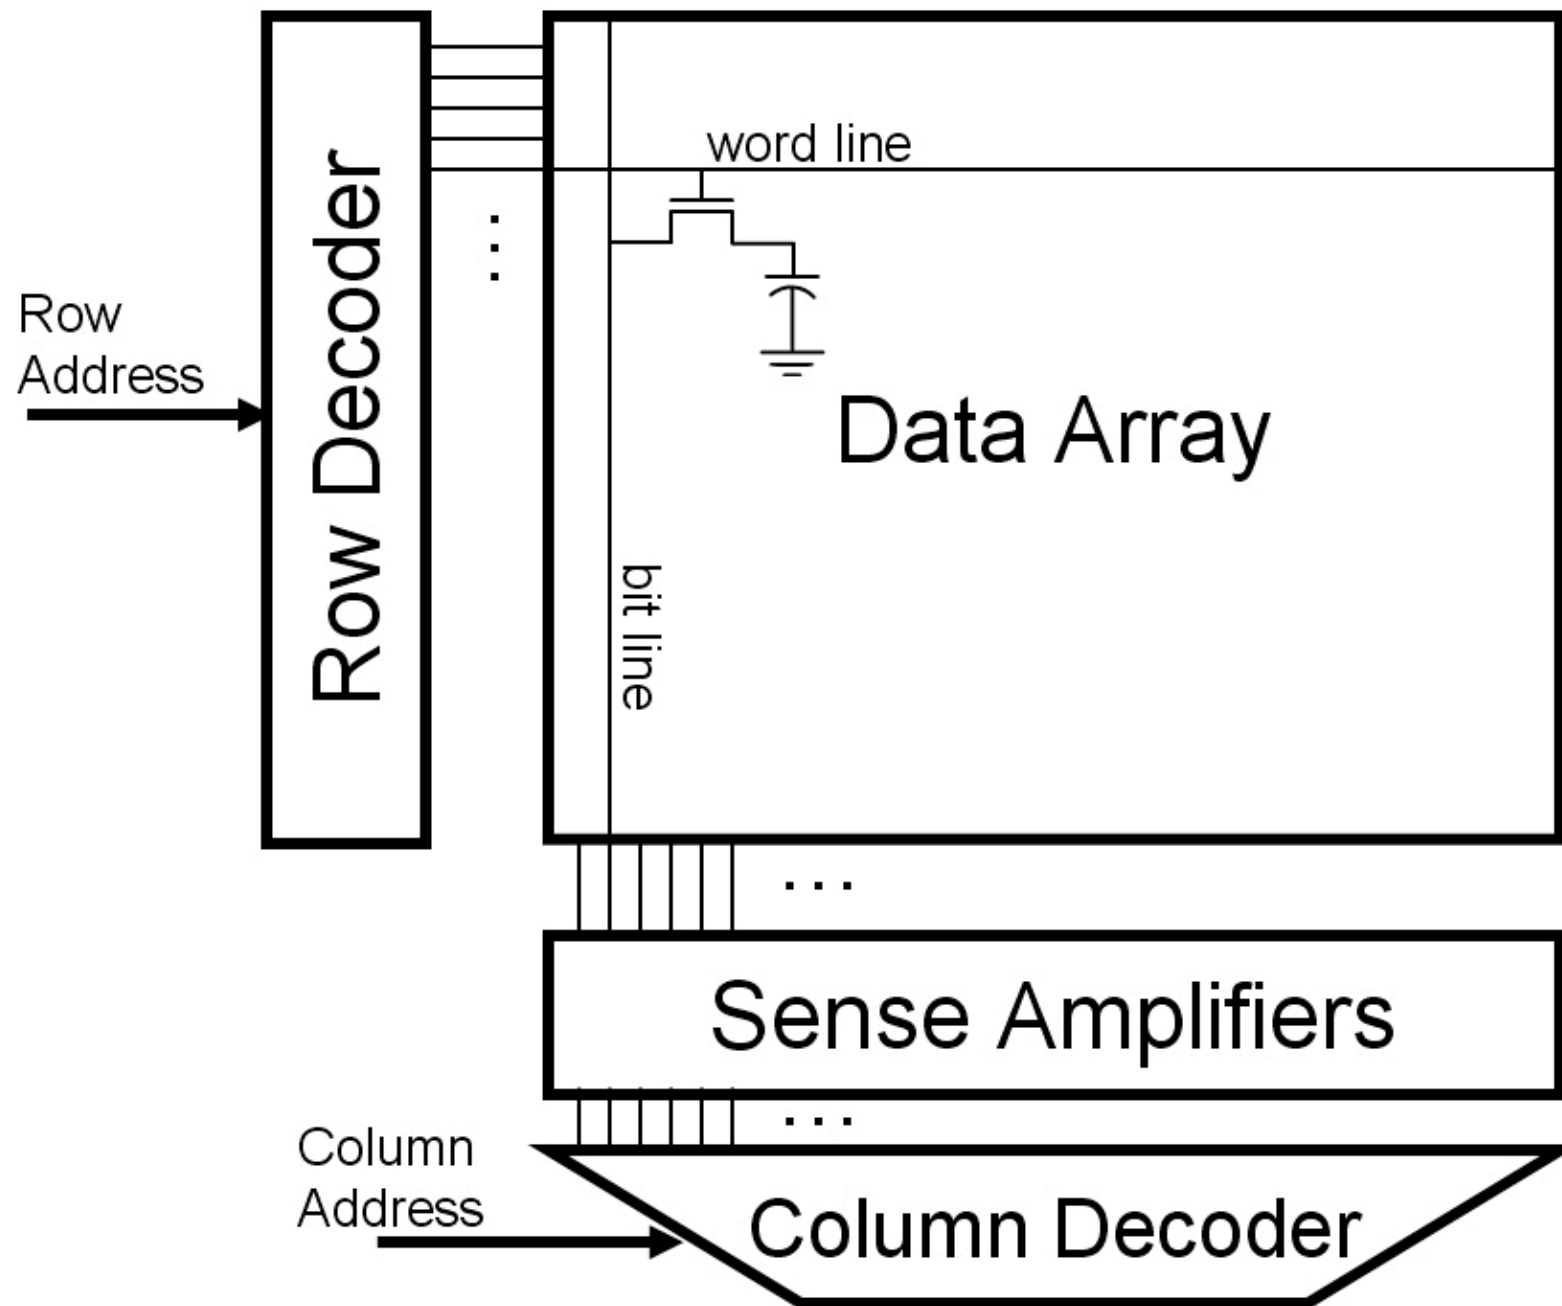 Row Decoder
word line
Row
Address
Data Array
bit line
Sense Amplifiers
Column
Address
Column Decoder